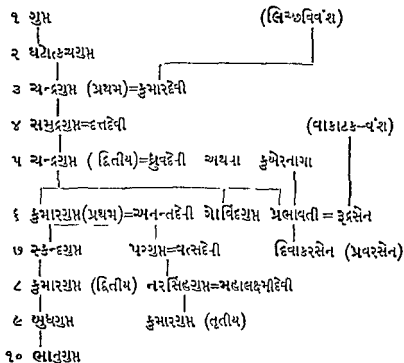 ૧ ગુપ્ત (લિચ્છવિવંશ)
૨ ઘટોત્કચગુપ્ત
૩ ચન્દ્રગુપ્ત (પ્રથમ)=કુમારદેવી
૪ સમુદ્રગુપ્ત=દત્તદેવી (વાકાટક-વંશ)
૫ ચન્દ્રગુપ્ત (દ્વિતીય)=ધ્રુવદેવી અથવા કુબેરનાગા
૬ કુમારગુપ્ત(પ્રથમ)=અનન્તદેવી ગોવિંદગુપ્ત પ્રભાવતી=રૂદ્રસેન
૭ સ્કન્દગુપ્ત પરગુપ્ત=વત્સદેવી દિવાકરસેન (પ્રવરસેન)
૮ કુમારગુપ્ત (દ્વિતીય) નરસિંહગુપ્ત=મહાલક્ષ્મીદેવી
૯ બુધગુપ્ત કુમારગુપ્ત (તૃતીય)
૧૦ ભાનુગુપ્ત